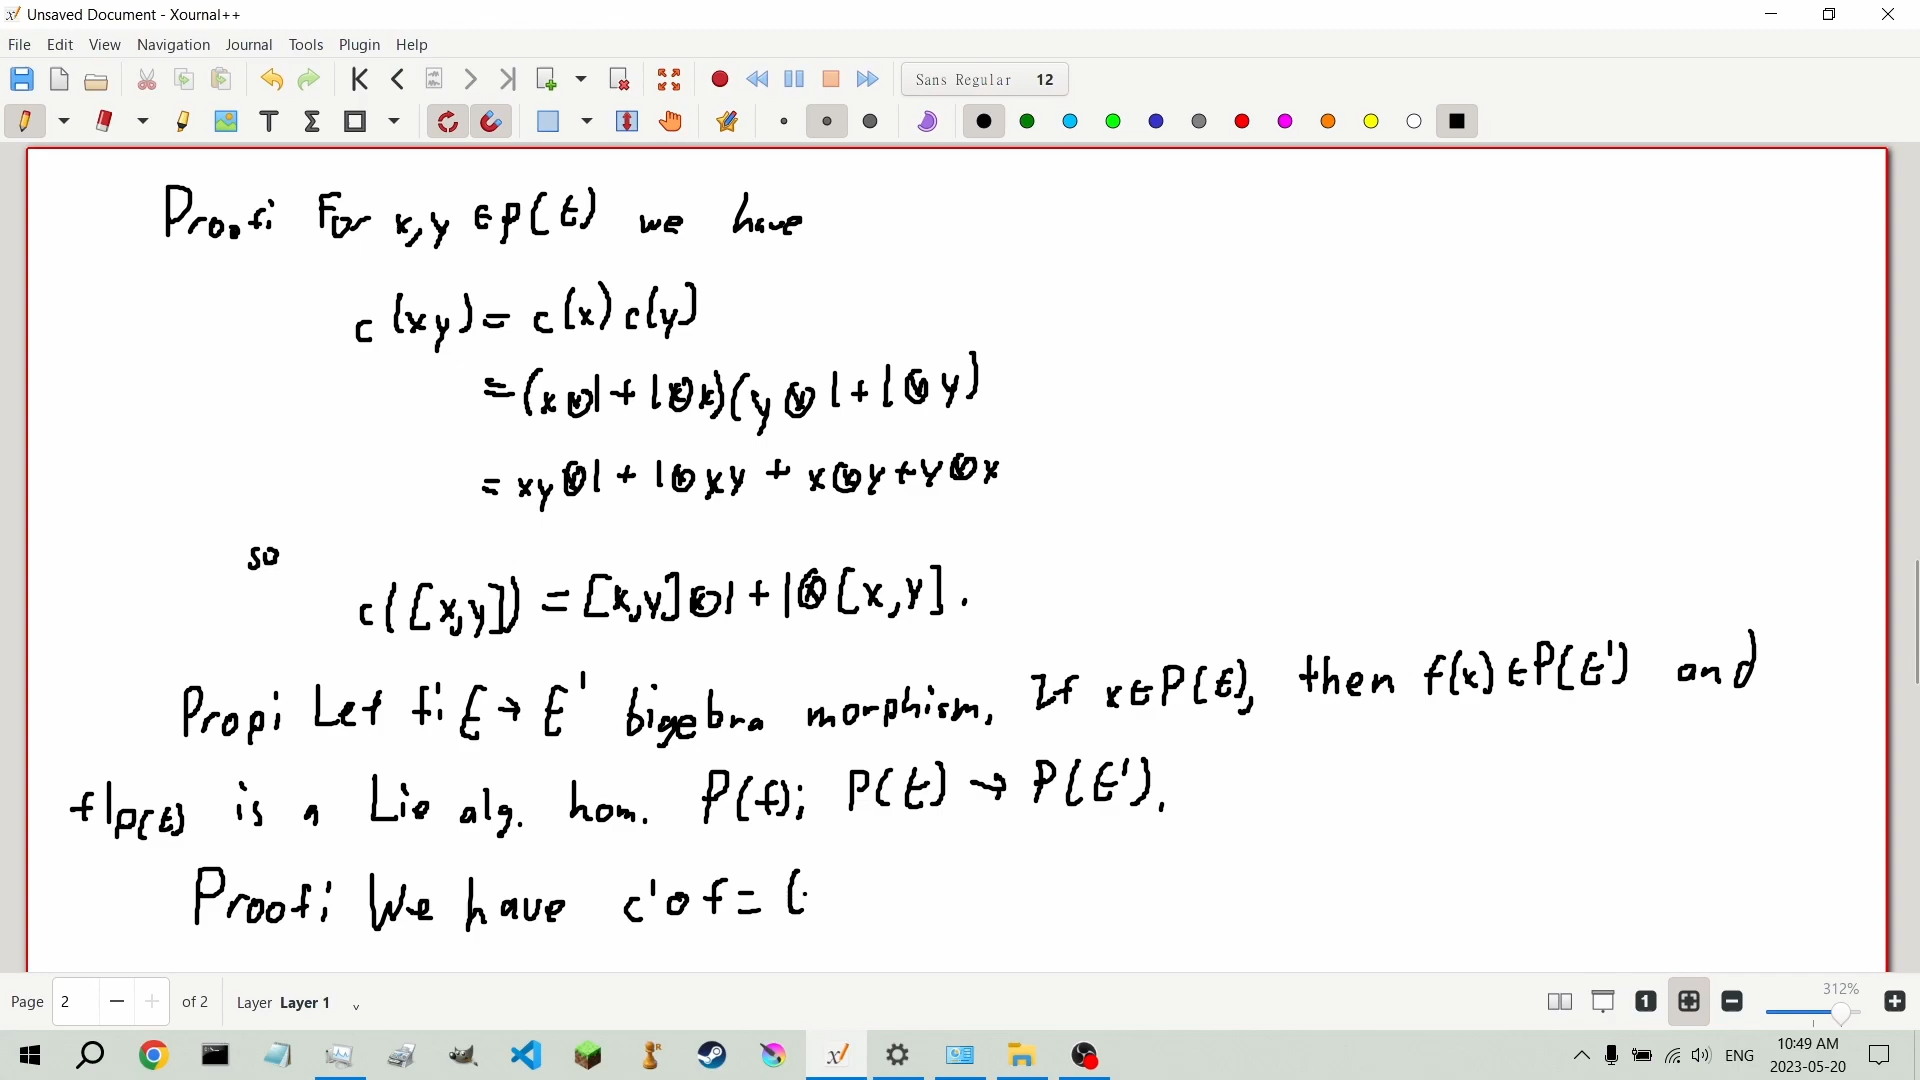 Unsaved Document - Xournal++
File Edit View Navigation Journal Tools Plugin Help
Sans Regular 12
Proof: For x,y ∈ P(E) we have
c(xy) = c(x)c(y)
= (x⊗1 + 1⊗x)(y⊗1 + 1⊗y)
= xy⊗1 + 1⊗xy + x⊗y + y⊗x
so
c([x,y]) = [x,y]⊗1 + 1⊗[x,y].
Prop: Let f: E → E' bigebra morphism. If x∈P(E), then f(x)∈P(E') and
f|P(E) is a Lie alg. hom. P(f): P(E) → P(E').
Proof: We have c'∘f = (
Page 2 of 2 Layer Layer 1 312%
ENG 10:49 AM
2023-05-20